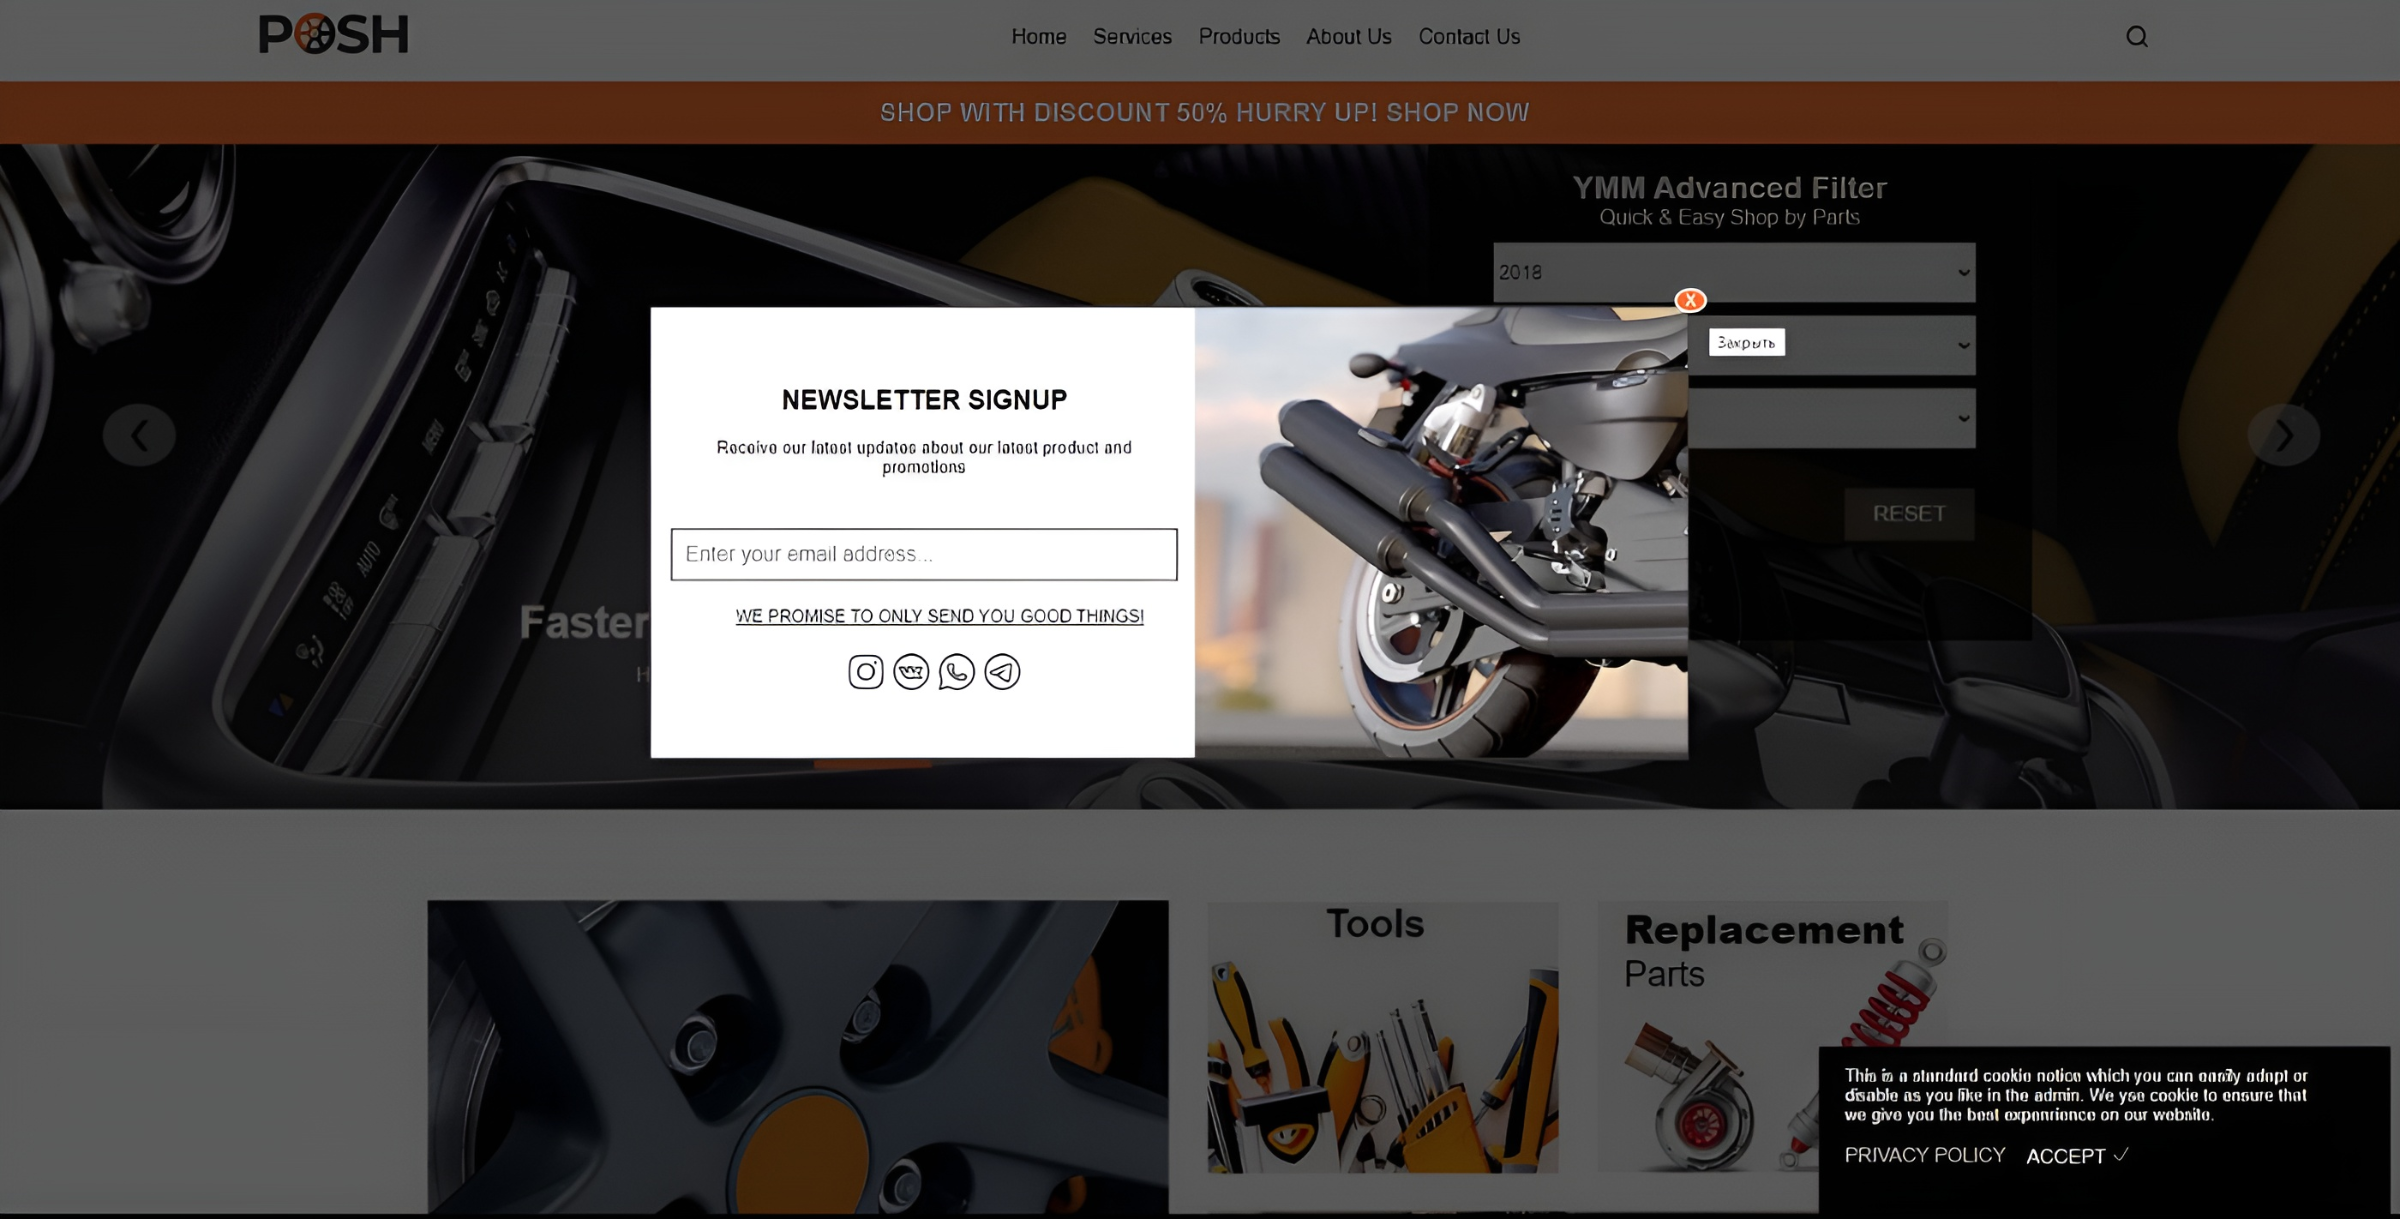 POSH
Home Services Products About Us Contact Us
SHOP WITH DISCOUNT 50% HURRY UP! SHOP NOW
YMM Advanced Filter
Quick & Easy Shop by Parts
2018
X
Закрыть
NEWSLETTER SIGNUP
Receive our latest updates about our latest product and
promotions
Enter your email address...
WE PROMISE TO ONLY SEND YOU GOOD THINGS!
RESET
MENU
AUTO
Faster
H
Tools
Replacement
Parts
This is a standard cookie notice which you can easily adapt or
disable as you like in the admin. We yse cookie to ensure that
we give you the best expenrience on our website.
PRIVACY POLICY ACCEPT